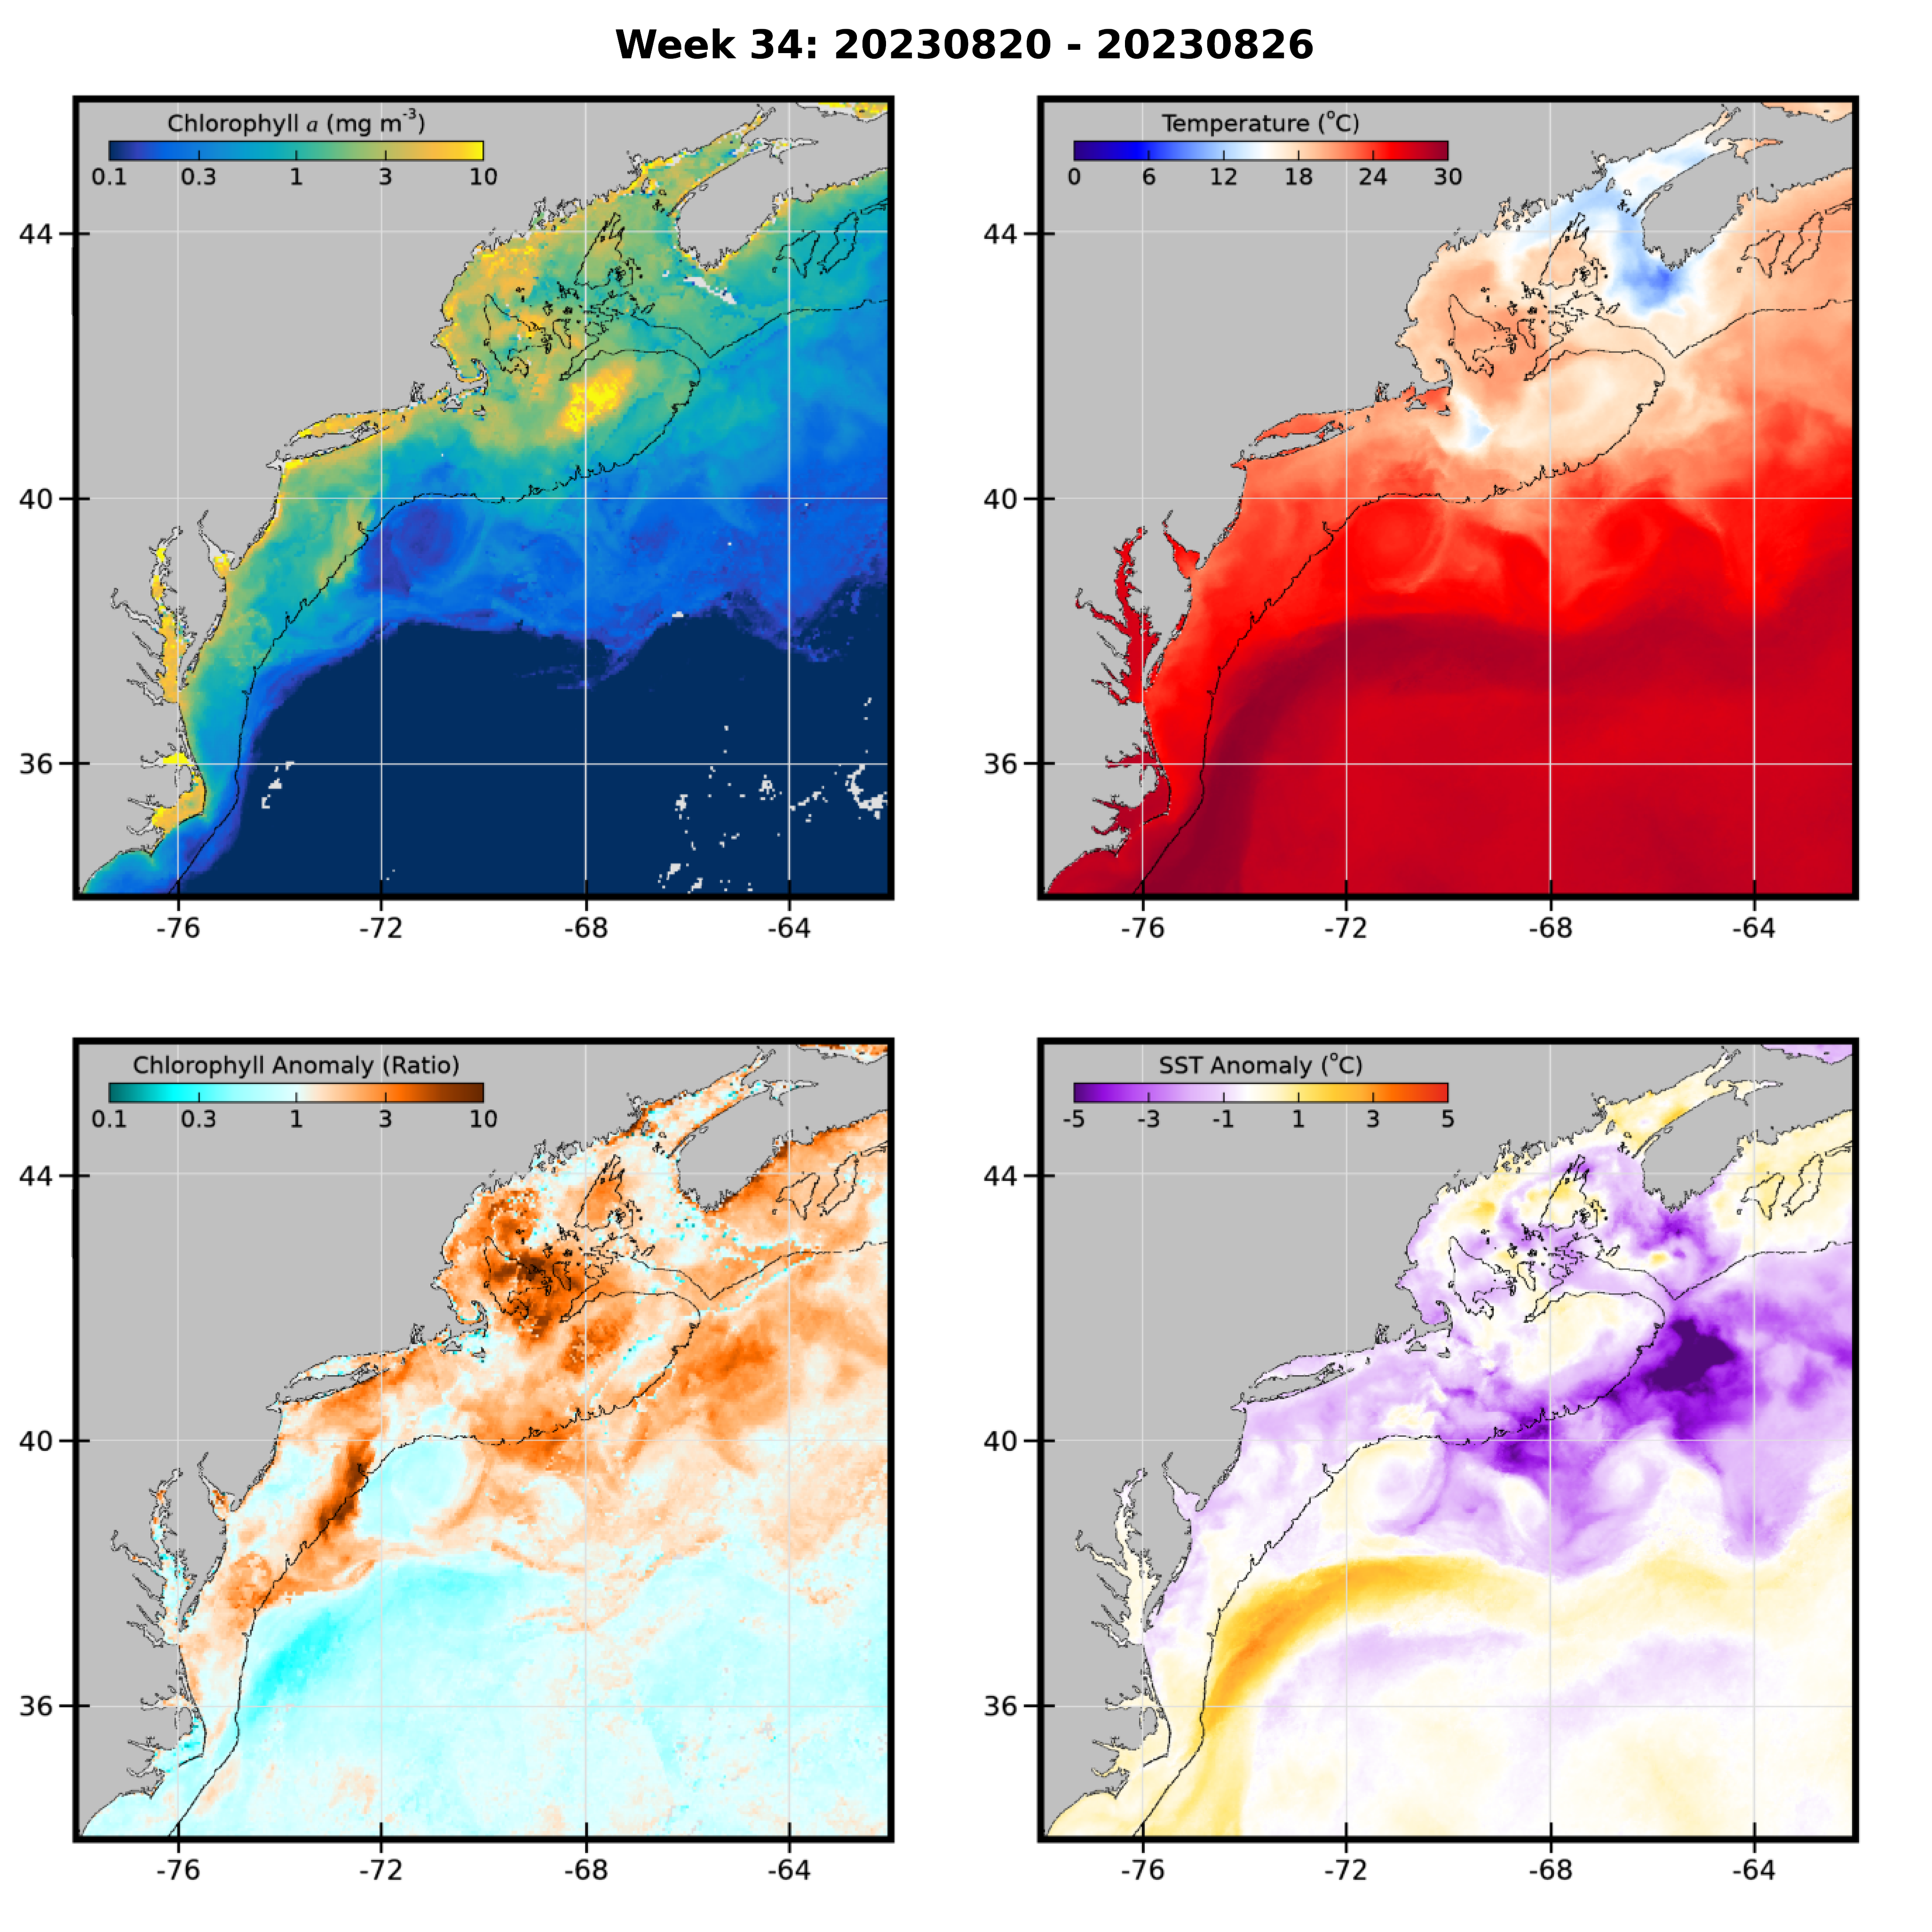 Week 34: 20230820 - 20230826
Chlorophyll a (mg m-3)
0.1 0.3 1 3 10
44
40
36
-76 -72 -68 -64
Temperature (oC)
0 6 12 18 24 30
44
40
36
-76 -72 -68 -64
Chlorophyll Anomaly (Ratio)
0.1 0.3 1 3 10
44
40
36
-76 -72 -68 -64
SST Anomaly (oC)
-5 -3 -1 1 3 5
44
40
36
-76 -72 -68 -64